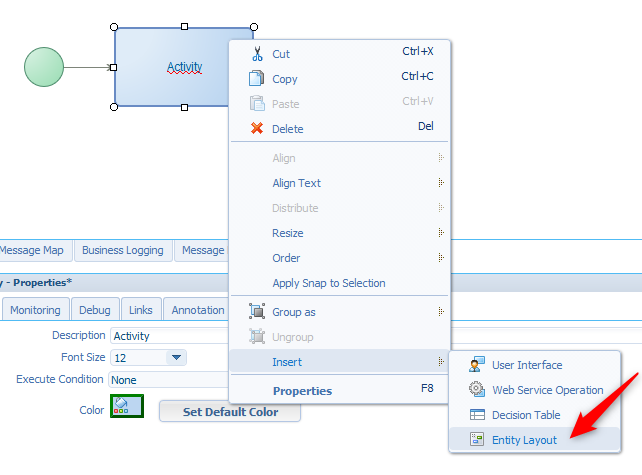 Activity
Cut Ctrl+X
Copy Ctrl+C
Paste Ctrl+V
Delete Del
Align
Align Text
Distribute
Resize
Order
Apply Snap to Selection
Group as
Ungroup
Insert
Properties F8
User Interface
Web Service Operation
Decision Table
Entity Layout
Message Map Business Logging Message
y - Properties*
Monitoring Debug Links Annotation
Description Activity
Font Size 12
Execute Condition None
Color Set Default Color